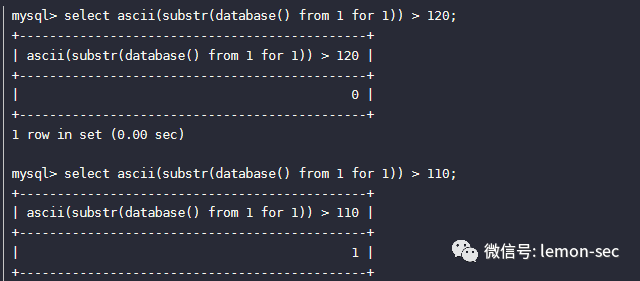 mysql> select ascii(substr(database() from 1 for 1)) > 120;
+--------------------------------------------+
| ascii(substr(database() from 1 for 1)) > 120 |
+--------------------------------------------+
| 0 |
+--------------------------------------------+
1 row in set (0.00 sec)
mysql> select ascii(substr(database() from 1 for 1)) > 110;
+--------------------------------------------+
| ascii(substr(database() from 1 for 1)) > 110 |
+--------------------------------------------+
| 1 |
+--------------------------------------------+
微信号: lemon-sec